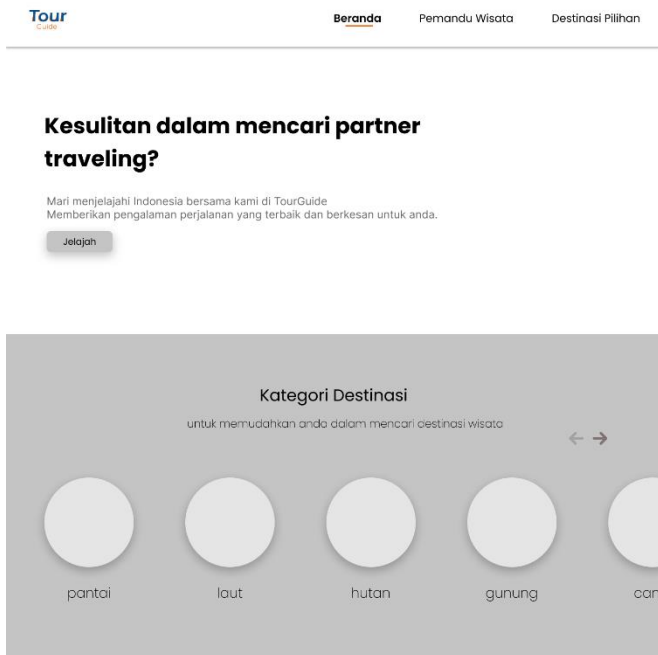 Tour
Guide
Beranda Pemandu Wisata Destinasi Pilihan
Kesulitan dalam mencari partner
traveling?
Mari menjelajahi Indonesia bersama kami di TourGuide
Memberikan pengalaman perjalanan yang terbaik dan berkesan untuk anda.
Jelajah
Kategori Destinasi
untuk memudahkan anda dalam mencari destinasi wisata
pantai laut hutan gunung